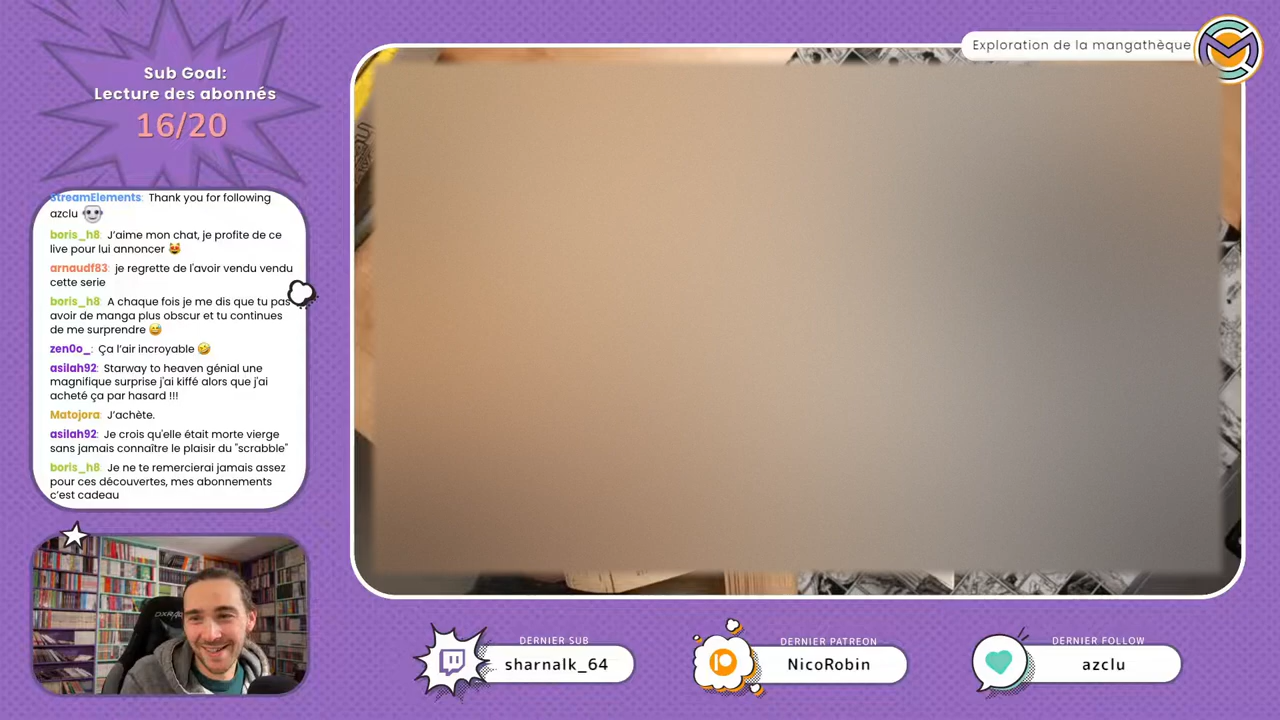 Sub Goal:
Lecture des abonnés
16/20
Exploration de la mangathèque
StreamElements: Thank you for following
azclu
boris_h8: J'aime mon chat, je profite de ce
live pour lui annoncer
arnaudf83: je regrette de l'avoir vendu vendu
cette serie
boris_h8: A chaque fois je me dis que tu pas
avoir de manga plus obscur et tu continues
de me surprendre
zen0o_: Ça l'air incroyable
asilah92: Starway to heaven génial une
magnifique surprise j'ai kiffé alors que j'ai
acheté ça par hasard !!!
Matojora: J'achète.
asilah92: Je crois qu'elle était morte vierge
sans jamais connaître le plaisir du "scrabble"
boris_h8: Je ne te remercierai jamais assez
pour ces découvertes, mes abonnements
c'est cadeau
DERNIER SUB
sharnalk_64
DERNIER PATREON
NicoRobin
DERNIER FOLLOW
azclu